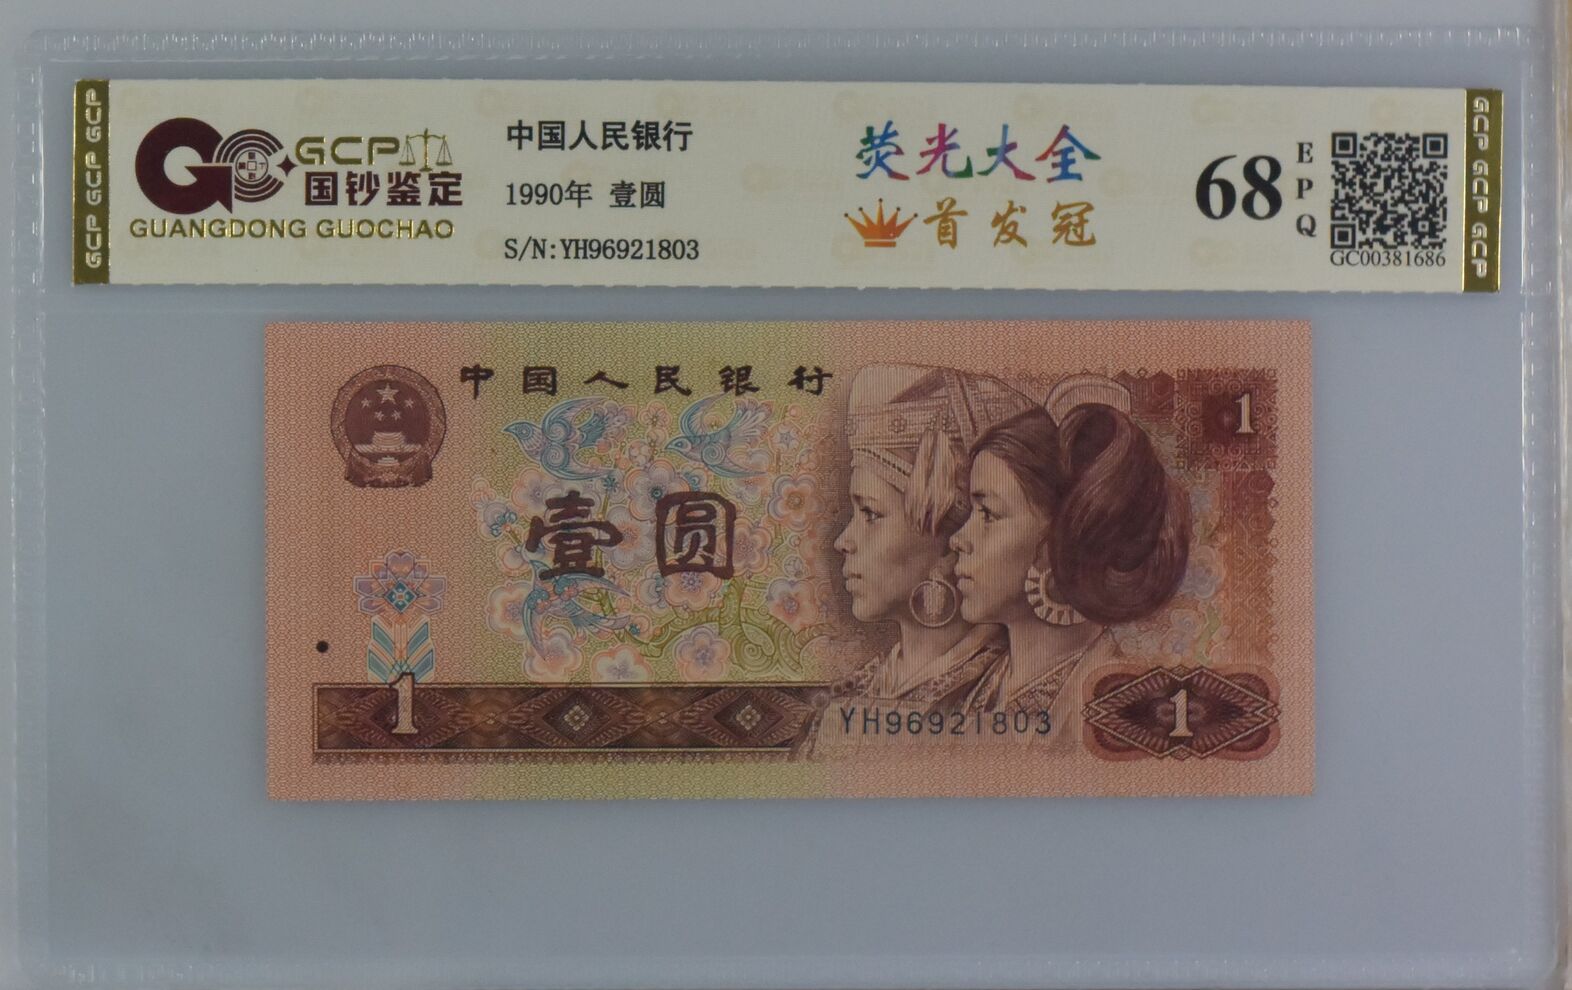 GCP GCP GCP
GCP
国钞鉴定
GUANGDONG GUOCHAO
中国人民银行
1990年 壹圆
S/N:YH96921803
荧光大全
首发冠
68
EPQ
GC00381686
GCP GCP GCP
中国人民银行
1
壹圆
1
YH96921803
1